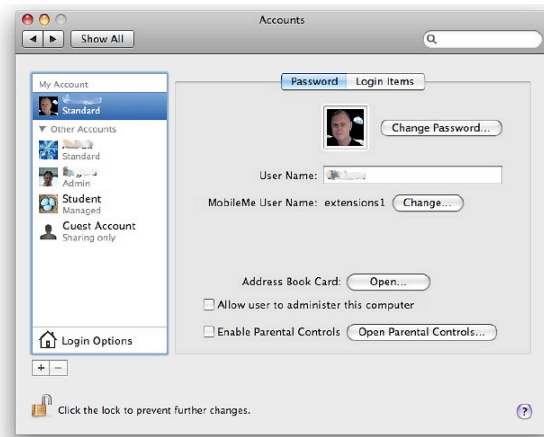 Accounts
Show All
My Account
Standard
Other Accounts
Standard
Admin
Student
Managed
Guest Account
Sharing only
Login Options
+ −
Password Login Items
Change Password...
User Name:
MobileMe User Name: extensions1 Change...
Address Book Card: Open...
Allow user to administer this computer
Enable Parental Controls Open Parental Controls...
Click the lock to prevent further changes.
?